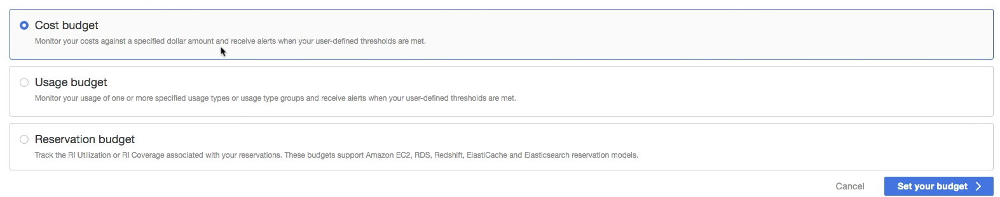 Cost budget
Monitor your costs against a specified dollar amount and receive alerts when your user-defined thresholds are met.
Usage budget
Monitor your usage of one or more specified usage types or usage type groups and receive alerts when your user-defined thresholds are met.
Reservation budget
Track the RI Utilization or RI Coverage associated with your reservations. These budgets support Amazon EC2, RDS, Redshift, ElastiCache and Elasticsearch reservation models.
Cancel
Set your budget